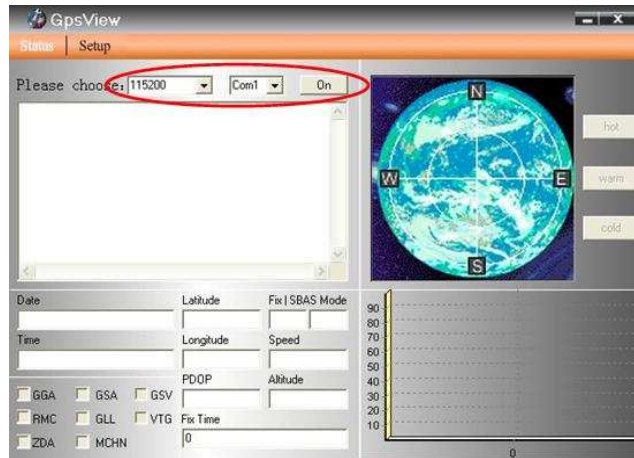 GpsView
Status | Setup
Please choose: 115200 Com1 On
N
W E
S
hot
warm
cold
Date Latitude Fix | SBAS Mode
Time Longitude Speed
PDOP Altitude
GGA GSA GSV
RMC GLL VTG Fix Time
ZDA MCHN 0
90
80
70
60
50
40
30
20
10
0